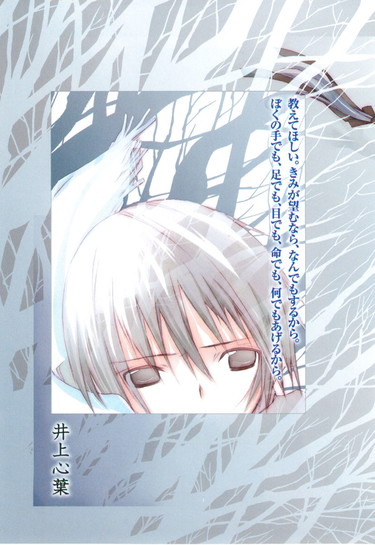 教えてほしい。きみが望むなら、なんでもするから。
ぼくの手でも、足でも、目でも、命でも、何でもあげるから。
井上心葉